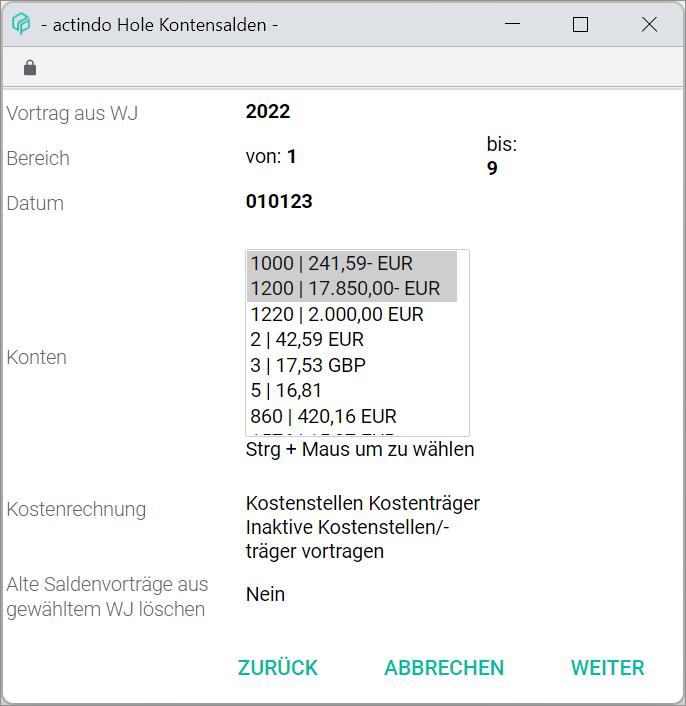 - actindo Hole Kontensalden -
Vortrag aus WJ 2022
Bereich von: 1 bis: 9
Datum 010123
Konten
1000 | 241,59- EUR
1200 | 17.850,00- EUR
1220 | 2.000,00 EUR
2 | 42,59 EUR
3 | 17,53 GBP
5 | 16,81
860 | 420,16 EUR
Strg + Maus um zu wählen
Kostenrechnung
Kostenstellen Kostenträger
Inaktive Kostenstellen/-
träger vortragen
Alte Saldenvorträge aus
gewähltem WJ löschen
Nein
ZURÜCK ABBRECHEN WEITER